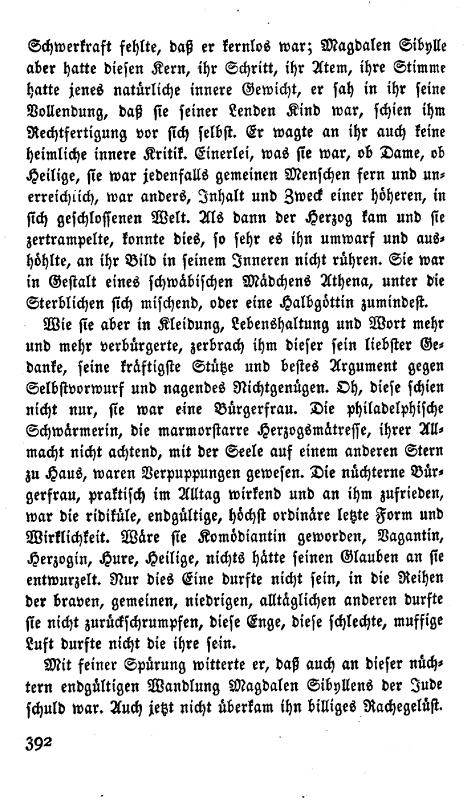 Schwerkraft fehlte, daß er kernlos war; Magdalen Sibylle
aber hatte diesen Kern, ihr Schritt, ihr Atem, ihre Stimme
hatte jenes natürliche innere Gewicht, er sah in ihr seine
Vollendung, daß sie seiner Lenden Kind war, schien ihm
Rechtfertigung vor sich selbst. Er wagte an ihr auch keine
heimliche innere Kritik. Einerlei, was sie war, ob Dame, ob
Heilige, sie war jedenfalls gemeinen Menschen fern und un-
erreichiich, war anders, Inhalt und Zweck einer höheren, in
sich geschlossenen Welt. Als dann der Herzog kam und sie
zertrampelte, konnte dies, so sehr es ihn umwarf und aus-
höhlte, an ihr Bild in seinem Inneren nicht rühren. Sie war
in Gestalt eines schwäbischen Mädchens Athena, unter die
Sterblichen sich mischend, oder eine Halbgöttin zumindest.
Wie sie aber in Kleidung, Lebenshaltung und Wort mehr
und mehr verbürgerte, zerbrach ihm dieser sein liebster Ge-
danke, seine kräftigste Stütze und bestes Argument gegen
Selbstvorwurf und nagendes Nichtgenügen. Oh, diese schien
nicht nur, sie war eine Bürgerfrau. Die philadelphische
Schwärmerin, die marmorstarre Herzogsmätresse, ihrer All-
macht nicht achtend, mit der Seele auf einem anderen Stern
zu Haus, waren Verpuppungen gewesen. Die nüchterne Bür-
gerfrau, praktisch im Alltag wirkend und an ihm zufrieden,
war die ridiküle, endgültige, höchst ordinäre letzte Form und
Wirklichkeit. Wäre sie Komödiantin geworden, Vagantin,
Herzogin, Hure, Heilige, nichts hätte seinen Glauben an sie
entwurzelt. Nur dies Eine durfte nicht sein, in die Reihen
der braven, gemeinen, niedrigen, alltäglichen anderen durfte
sie nicht zurückschrumpfen, diese Enge, diese schlechte, muffige
Luft durfte nicht die ihre sein.
Mit feiner Spürung witterte er, daß auch an dieser nüch-
tern endgültigen Wandlung Magdalen Sibyllens der Jude
schuld war. Auch jetzt nicht überkam ihn billiges Rachegelüst.
392